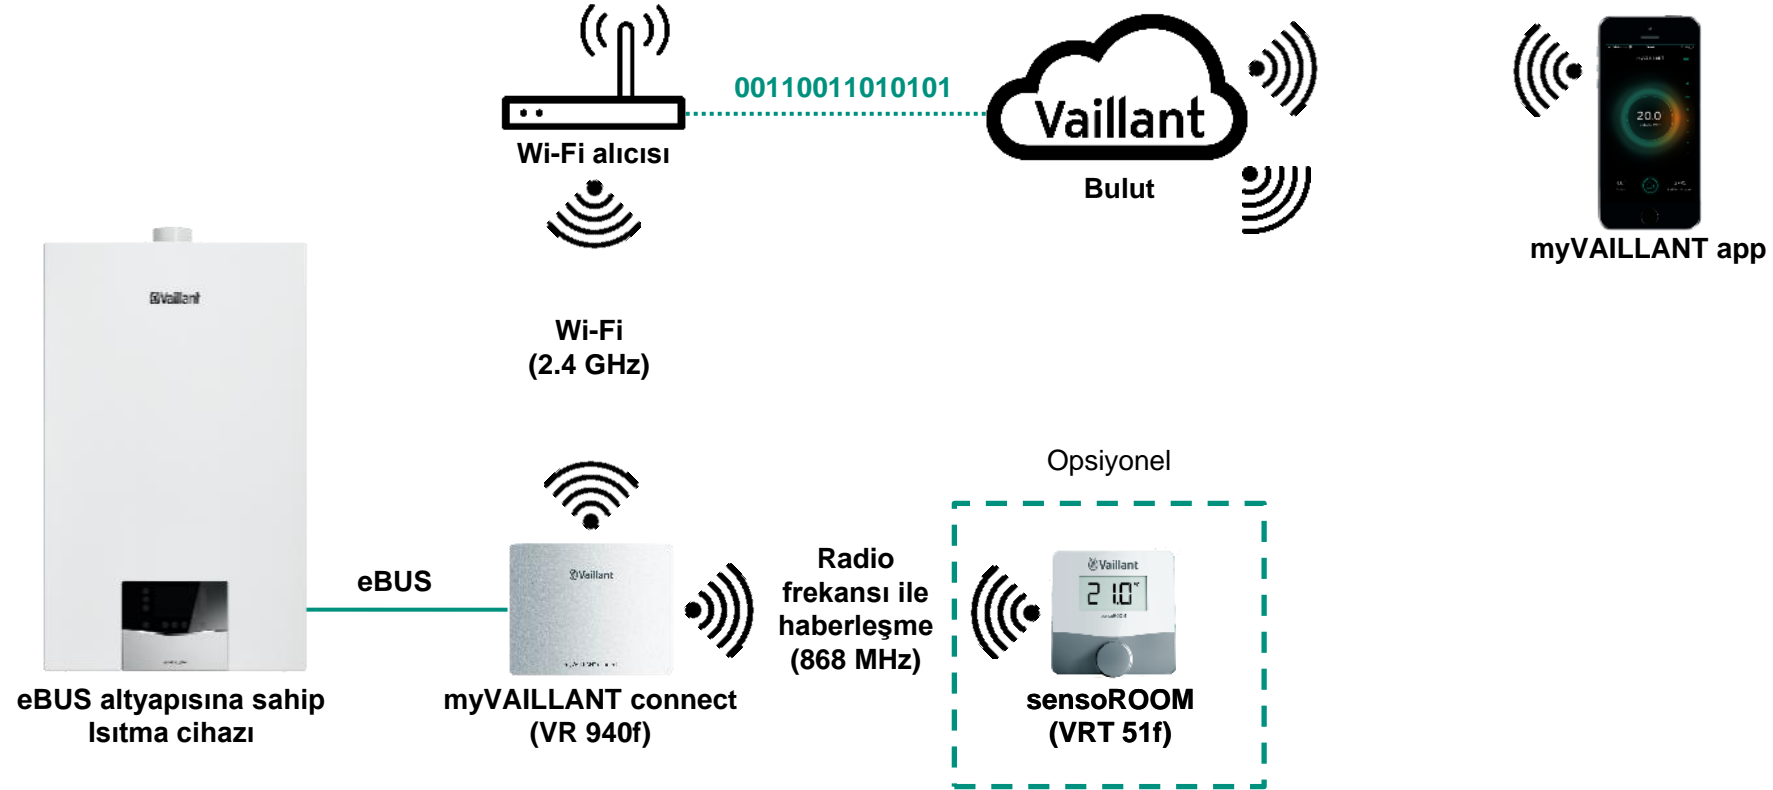 00110011010101
Vaillant
Wi-Fi alıcısı
Bulut
20.0
myVAILLANT app
Vaillant
Wi-Fi
(2.4 GHz)
Opsiyonel
eBUS
Vaillant
Radio
frekansı ile
haberleşme
(868 MHz)
Vaillant
21.0
eBUS altyapısına sahip
Isıtma cihazı
myVAILLANT connect
(VR 940f)
sensoROOM
(VRT 51f)